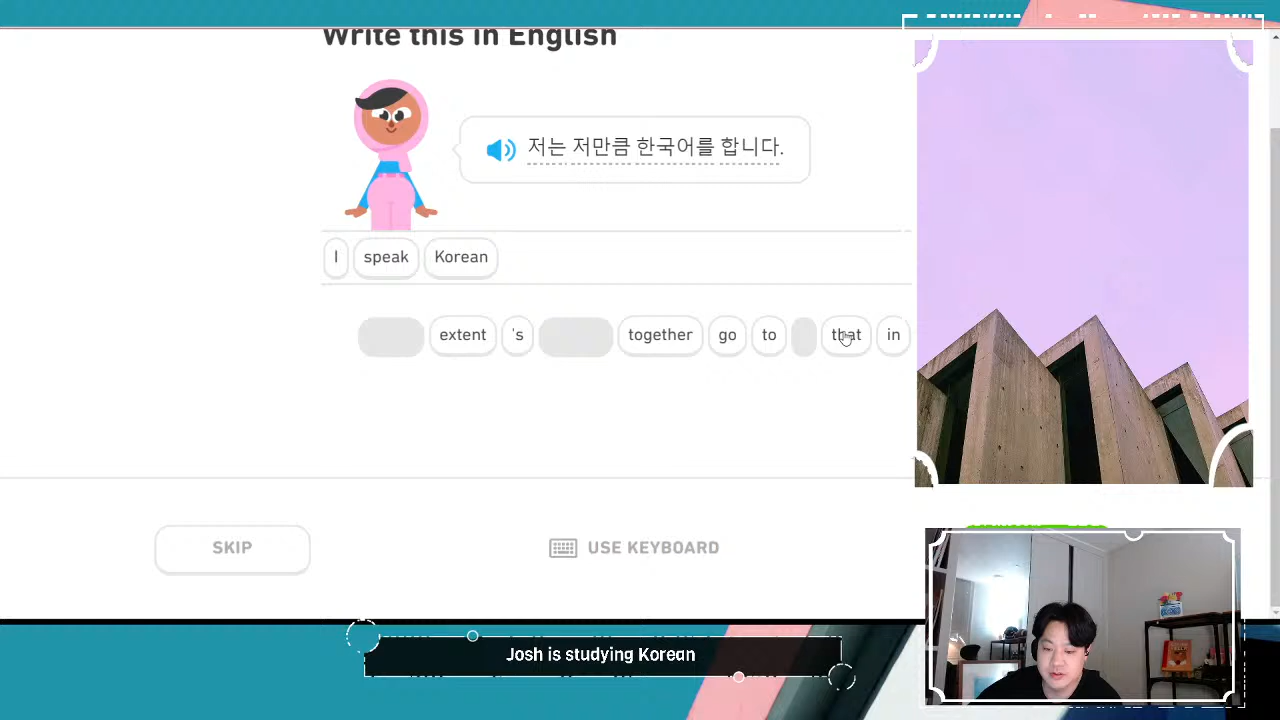 Write this in English
저는 저만큼 한국어를 합니다.
I speak Korean
extent 's together go to that in
SKIP USE KEYBOARD
Josh is studying Korean